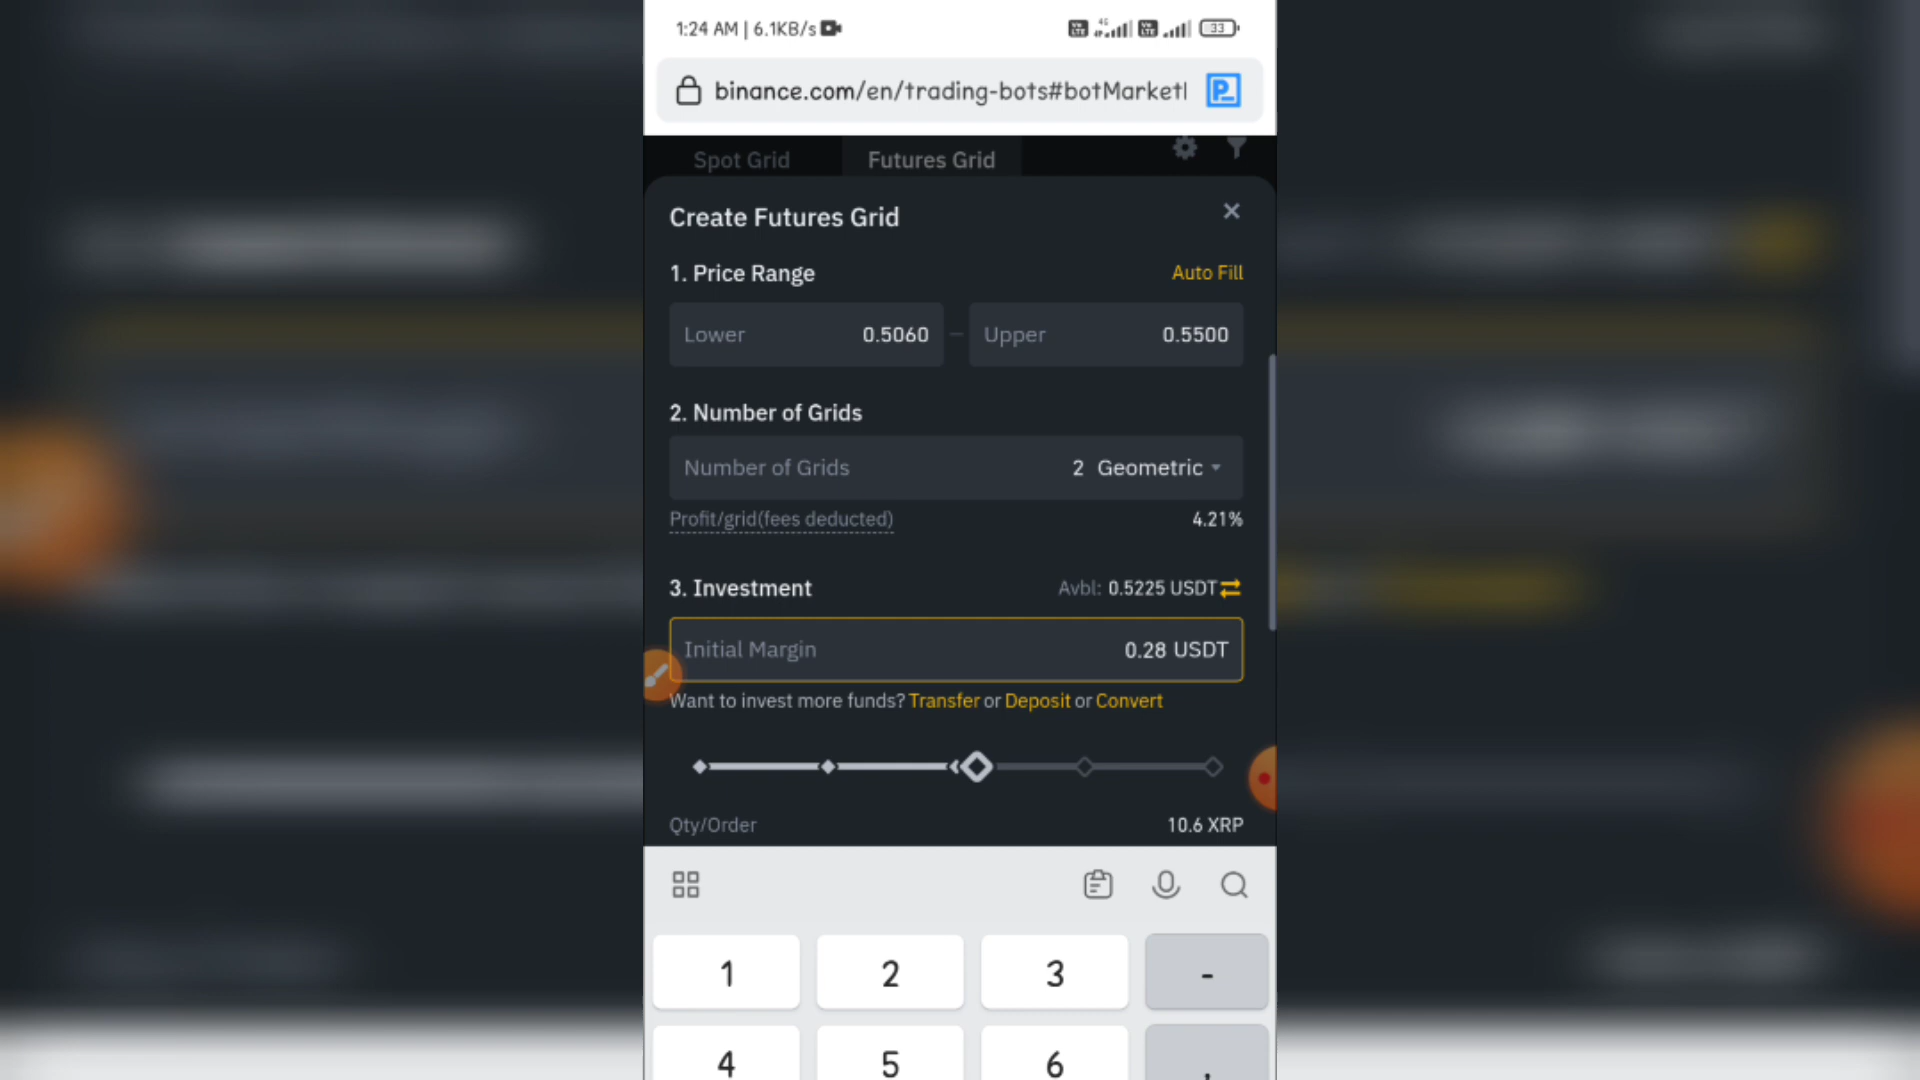 1:24 AM | 6.1KB/s
4G
33
binance.com/en/trading-bots#botMarket
Spot Grid Futures Grid
Create Futures Grid
1. Price Range Auto Fill
Lower 0.5060 – Upper 0.5500
2. Number of Grids
Number of Grids 2 Geometric
Profit/grid(fees deducted) 4.21%
3. Investment Avbl: 0.5225 USDT
Initial Margin 0.28 USDT
Want to invest more funds? Transfer or Deposit or Convert
Qty/Order 10.6 XRP
1 2 3 -
4 5 6 ,